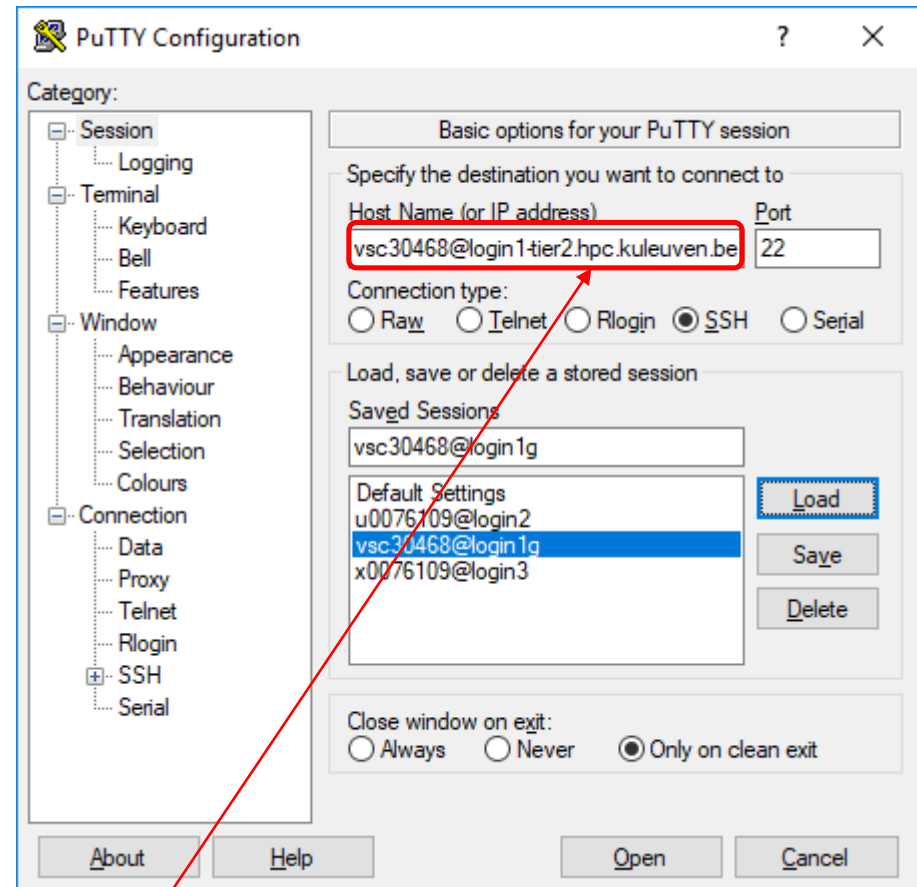 PuTTY Configuration ?
Category:
Session
Logging
Terminal
Keyboard
Bell
Features
Window
Appearance
Behaviour
Translation
Selection
Colours
Connection
Data
Proxy
Telnet
Rlogin
SSH
Serial
Basic options for your PuTTY session
Specify the destination you want to connect to
Host Name (or IP address) Port
vsc30468@login1-tier2.hpc.kuleuven.be 22
Connection type:
Raw Telnet Rlogin SSH Serial
Load, save or delete a stored session
Saved Sessions
vsc30468@login1g
Default Settings
u0076109@login2
vsc30468@login1g
x0076109@login3
Load
Save
Delete
Close window on exit:
Always Never Only on clean exit
About Help Open Cancel